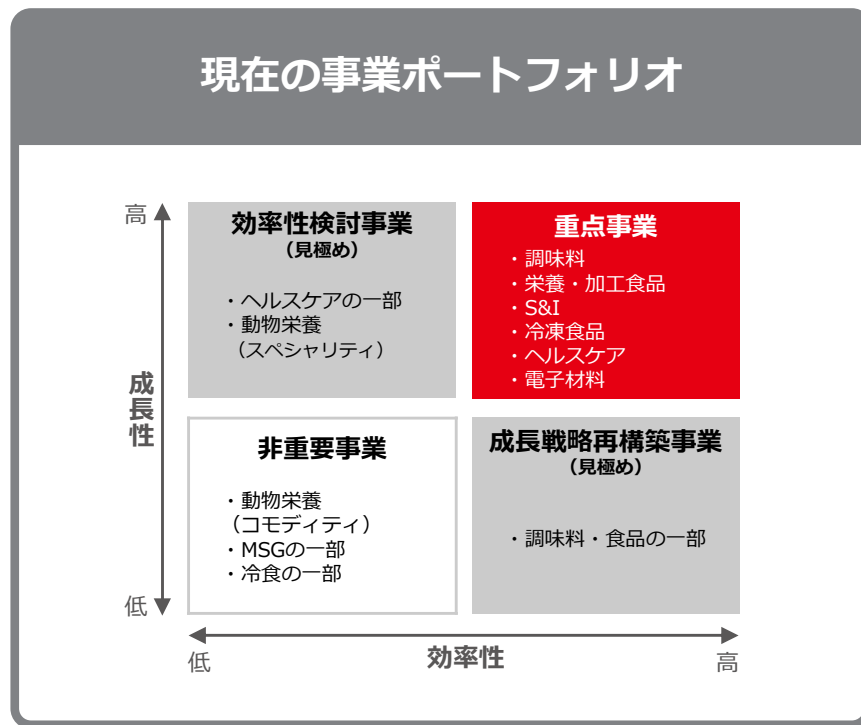 現在の事業ポートフォリオ
高
効率性検討事業
(見極め)
・ヘルスケアの一部
・動物栄養
（スペシャリティ）
重点事業
・調味料
・栄養・加工食品
・S&I
・冷凍食品
・ヘルスケア
・電子材料
成長性
非重要事業
・動物栄養
（コモディティ）
・MSGの一部
・冷食の一部
成長戦略再構築事業
(見極め)
・調味料・食品の一部
低
低
効率性
高